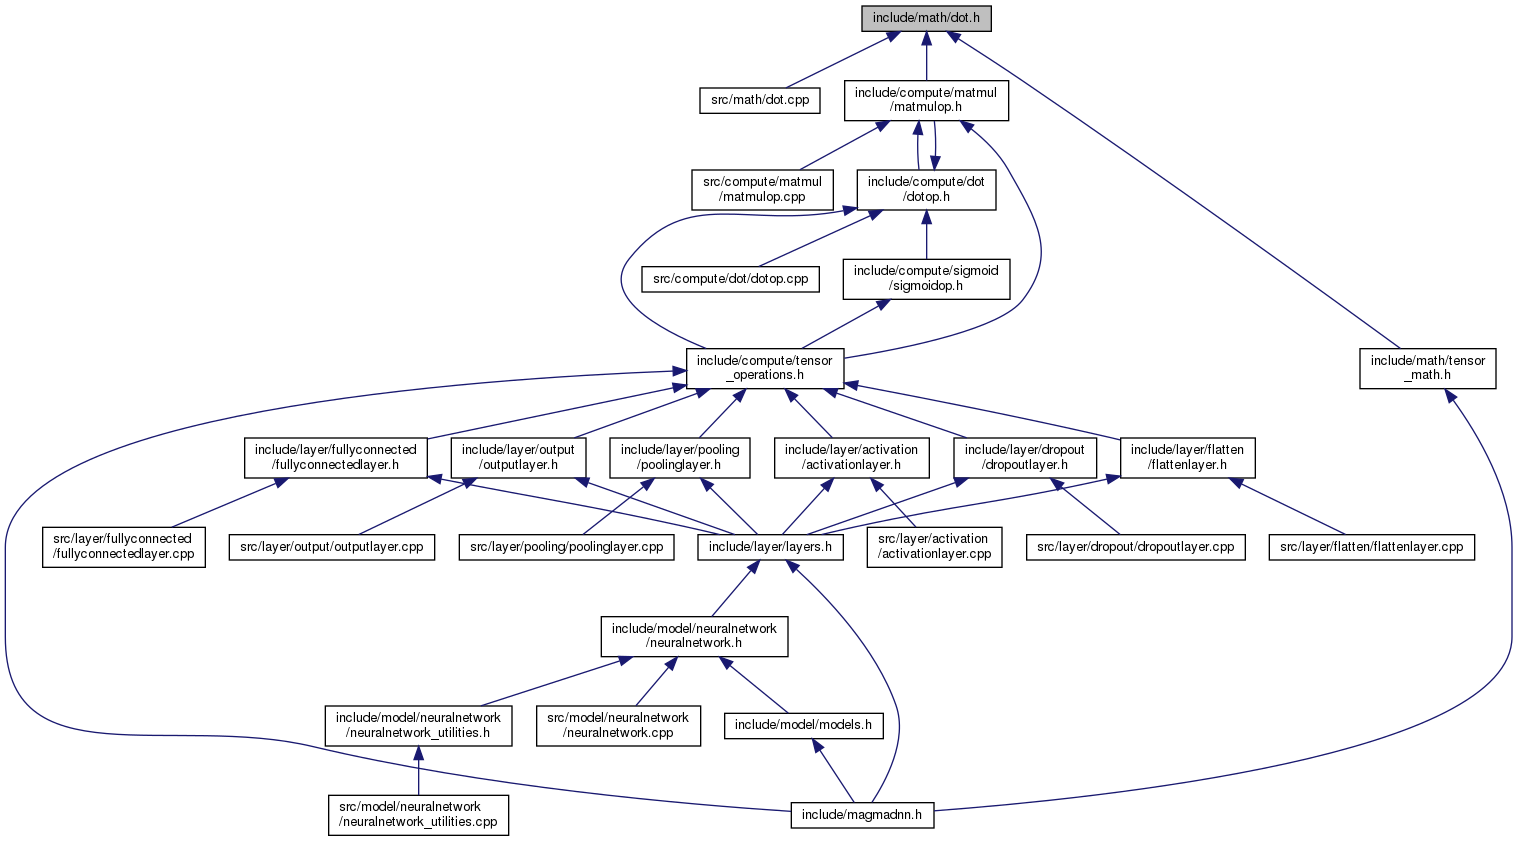 include/math/dot.h
src/math/dot.cpp
include/compute/matmul
/matmulop.h
src/compute/matmul
/matmulop.cpp
include/compute/dot
/dotop.h
src/compute/dot/dotop.cpp
include/compute/sigmoid
/sigmoidop.h
include/compute/tensor
_operations.h
include/math/tensor
_math.h
include/layer/fullyconnected
/fullyconnectedlayer.h
include/layer/output
/outputlayer.h
include/layer/pooling
/poolinglayer.h
include/layer/activation
/activationlayer.h
include/layer/dropout
/dropoutlayer.h
include/layer/flatten
/flattenlayer.h
src/layer/fullyconnected
/fullyconnectedlayer.cpp
src/layer/output/outputlayer.cpp
src/layer/pooling/poolinglayer.cpp
include/layer/layers.h
src/layer/activation
/activationlayer.cpp
src/layer/dropout/dropoutlayer.cpp
src/layer/flatten/flattenlayer.cpp
include/model/neuralnetwork
/neuralnetwork.h
include/model/neuralnetwork
/neuralnetwork_utilities.h
src/model/neuralnetwork
/neuralnetwork.cpp
include/model/models.h
src/model/neuralnetwork
/neuralnetwork_utilities.cpp
include/magmadnn.h